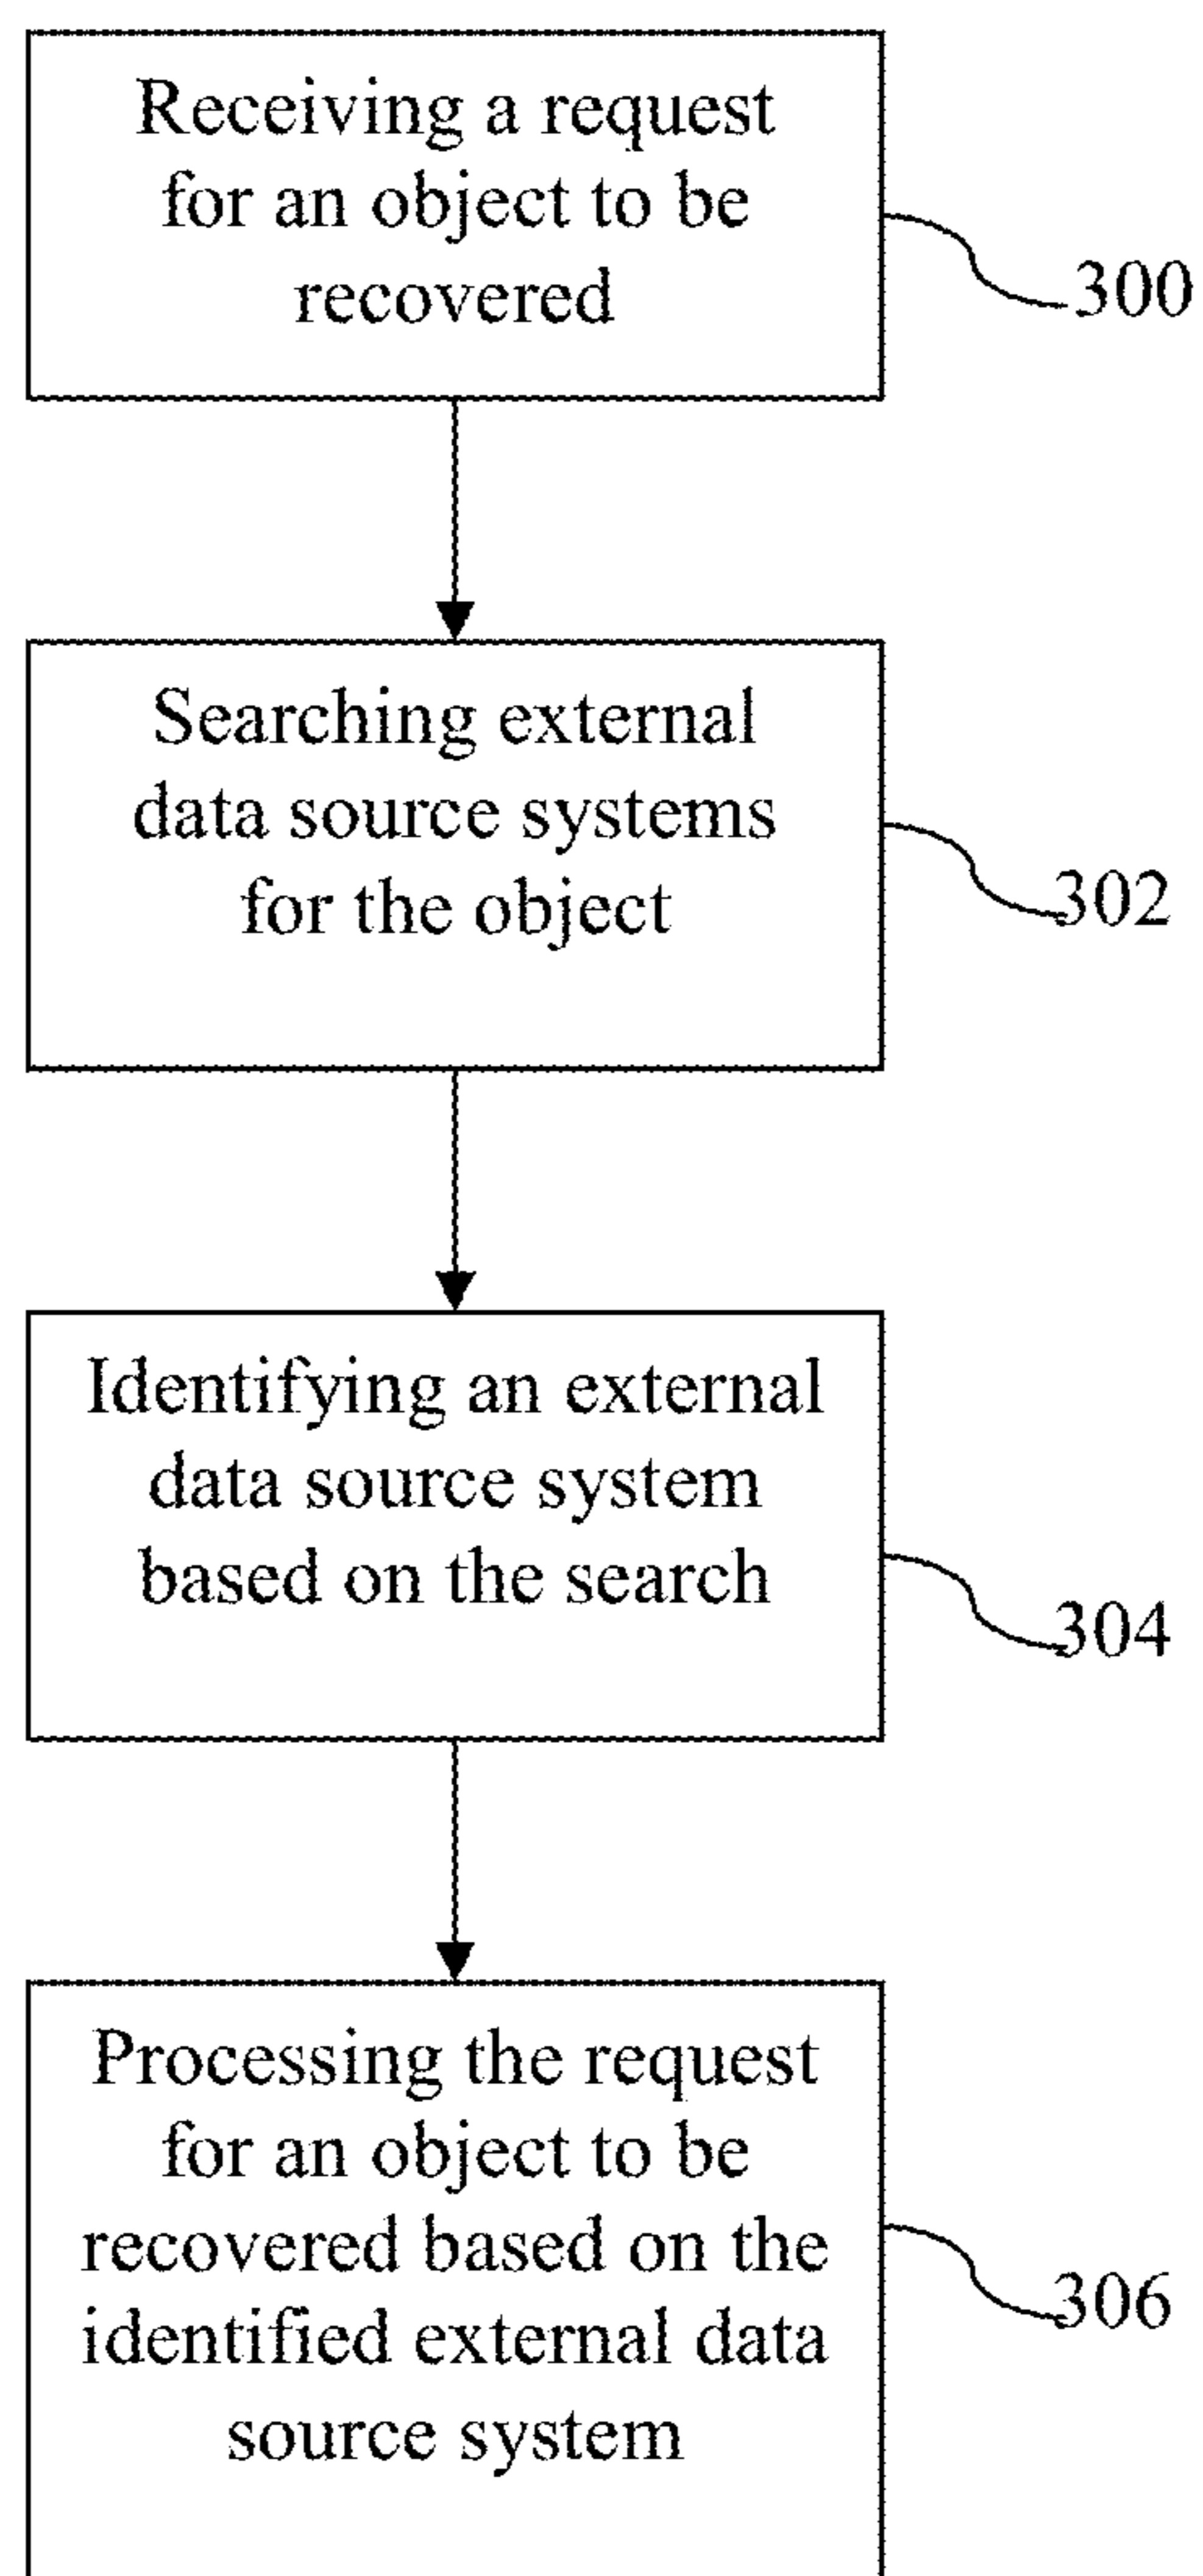 Receiving a request
for an object to be
recovered
300
Searching external
data source systems
for the object
302
Identifying an external
data source system
based on the search
304
Processing the request
for an object to be
recovered based on the
identified external data
source system
306